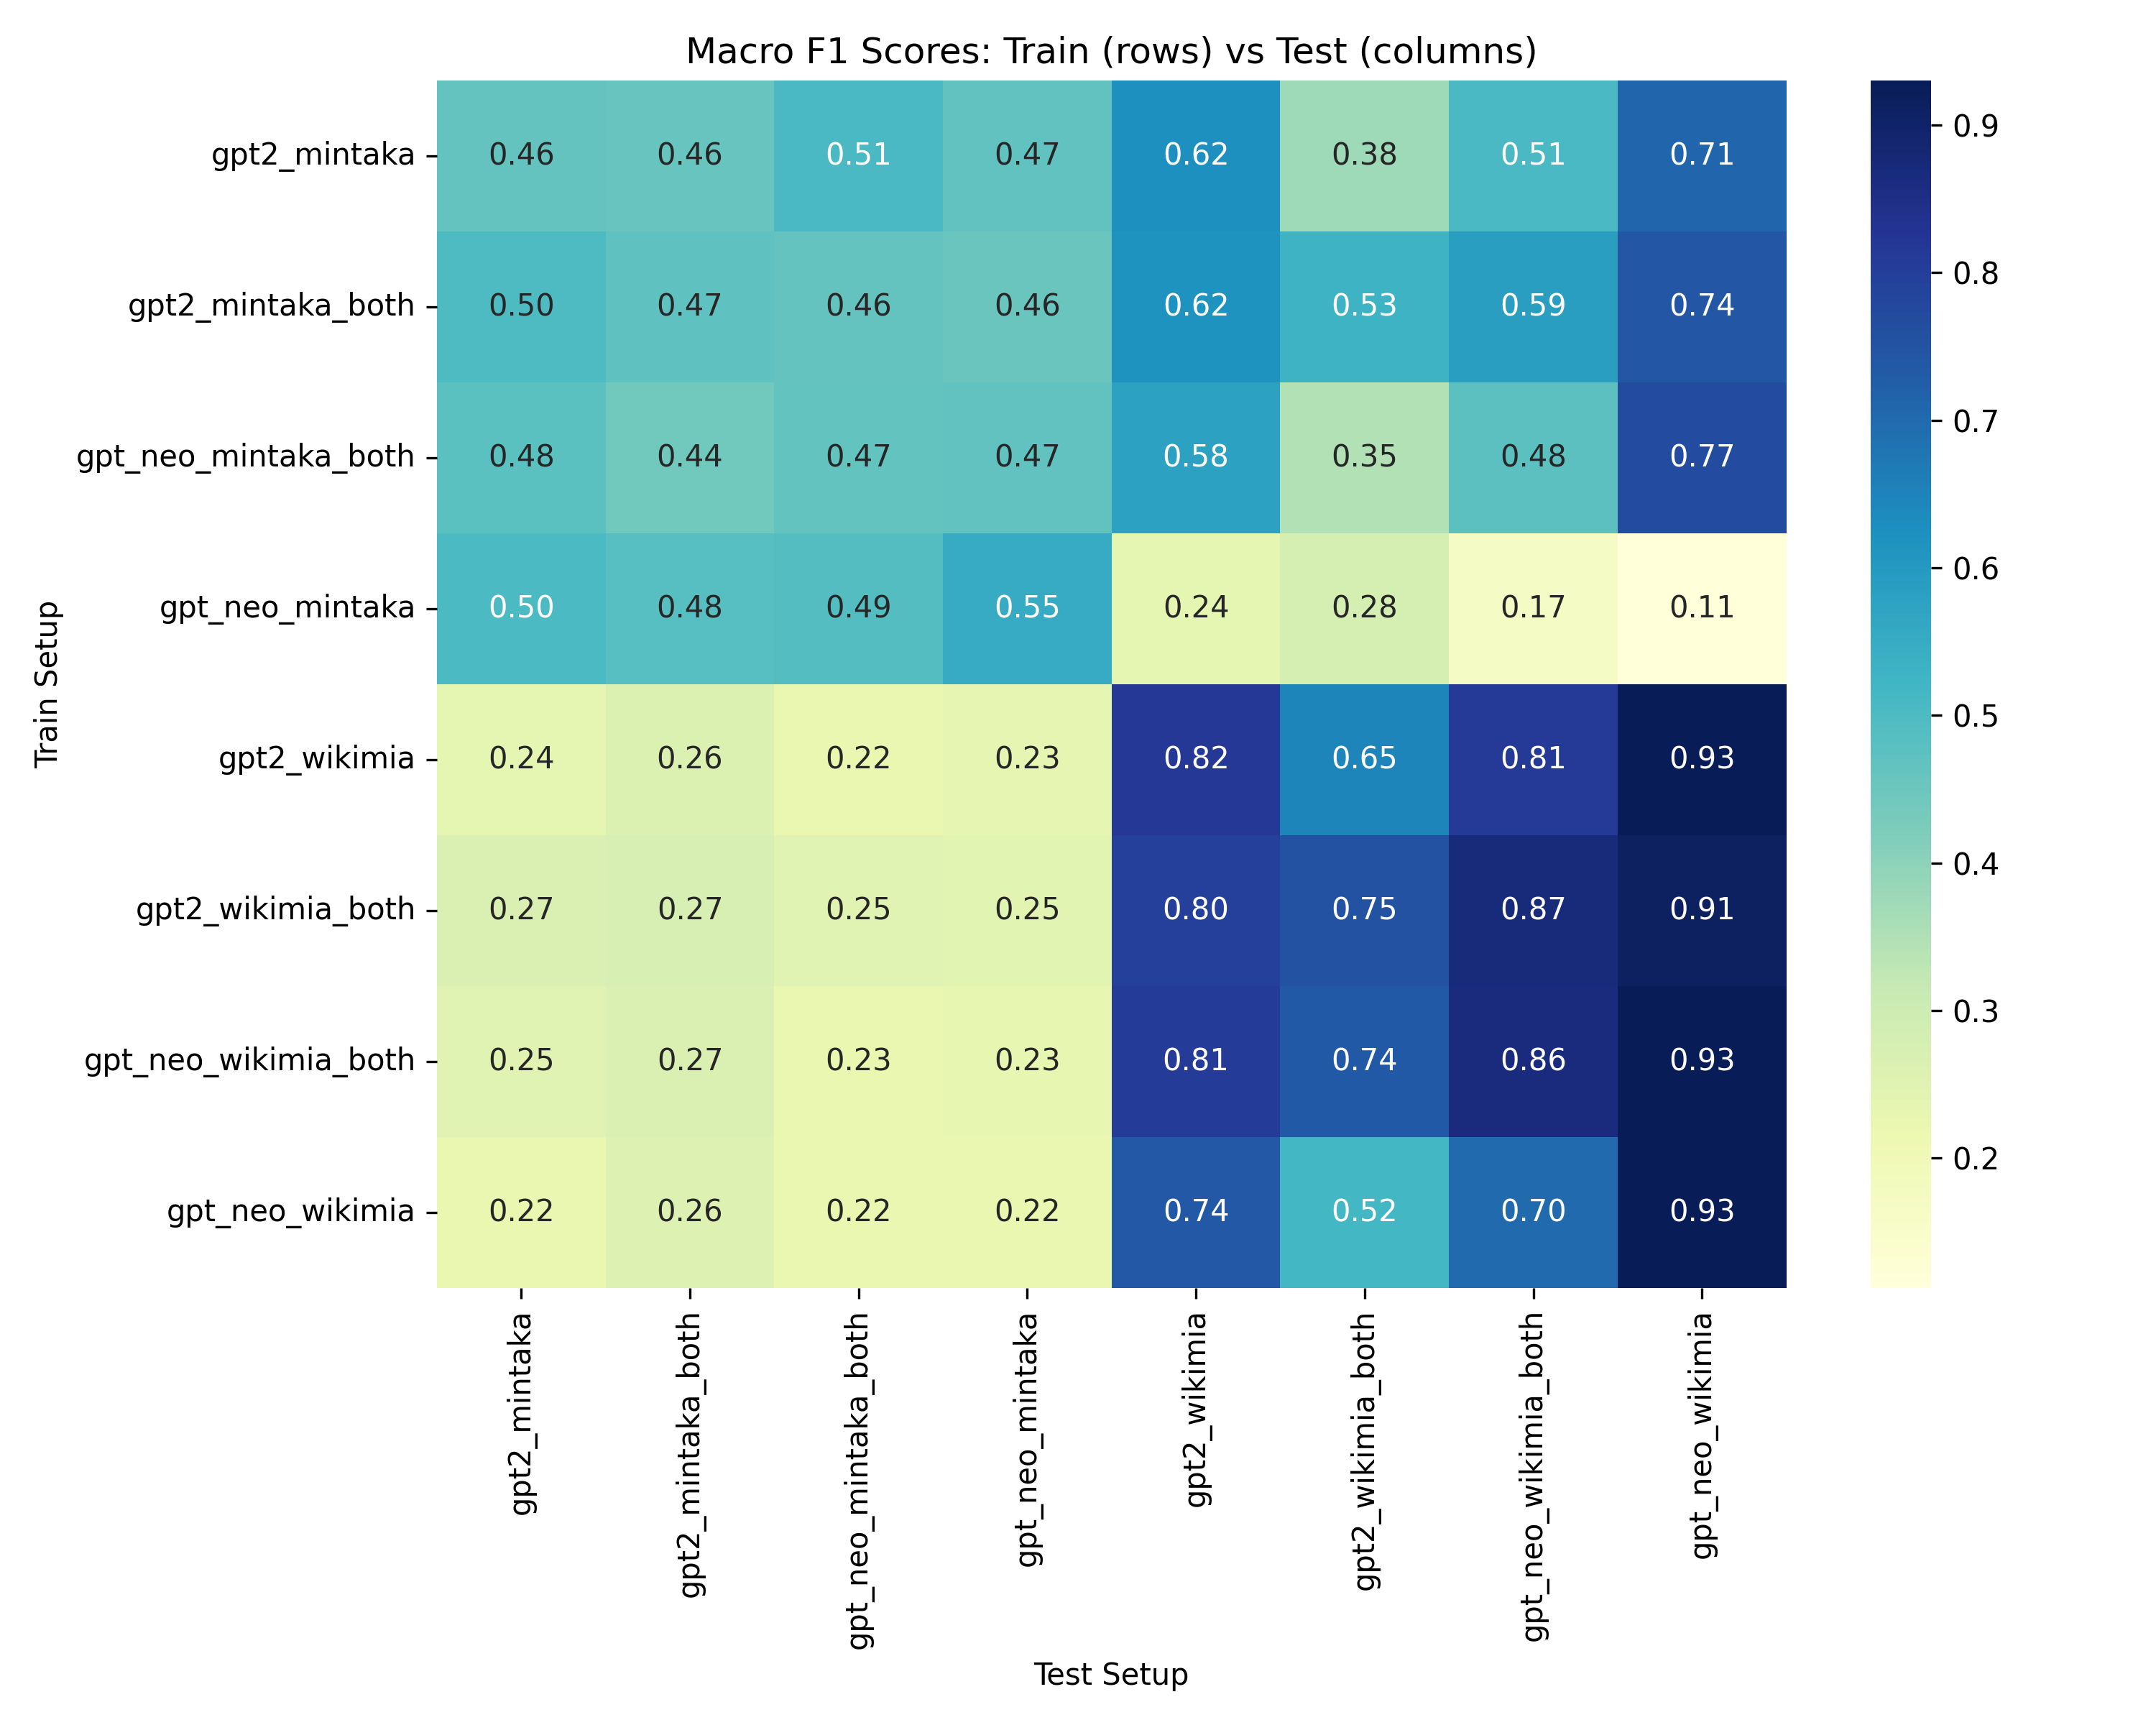 Macro F1 Scores: Train (rows) vs Test (columns)
Train Setup
gpt2_mintaka 0.46 0.46 0.51 0.47 0.62 0.38 0.51 0.71
gpt2_mintaka_both 0.50 0.47 0.46 0.46 0.62 0.53 0.59 0.74
gpt_neo_mintaka_both 0.48 0.44 0.47 0.47 0.58 0.35 0.48 0.77
gpt_neo_mintaka 0.50 0.48 0.49 0.55 0.24 0.28 0.17 0.11
gpt2_wikimia 0.24 0.26 0.22 0.23 0.82 0.65 0.81 0.93
gpt2_wikimia_both 0.27 0.27 0.25 0.25 0.80 0.75 0.87 0.91
gpt_neo_wikimia_both 0.25 0.27 0.23 0.23 0.81 0.74 0.86 0.93
gpt_neo_wikimia 0.22 0.26 0.22 0.22 0.74 0.52 0.70 0.93
gpt2_mintaka
gpt2_mintaka_both
gpt_neo_mintaka_both
gpt_neo_mintaka
gpt2_wikimia
gpt2_wikimia_both
gpt_neo_wikimia_both
gpt_neo_wikimia
Test Setup
0.9
0.8
0.7
0.6
0.5
0.4
0.3
0.2